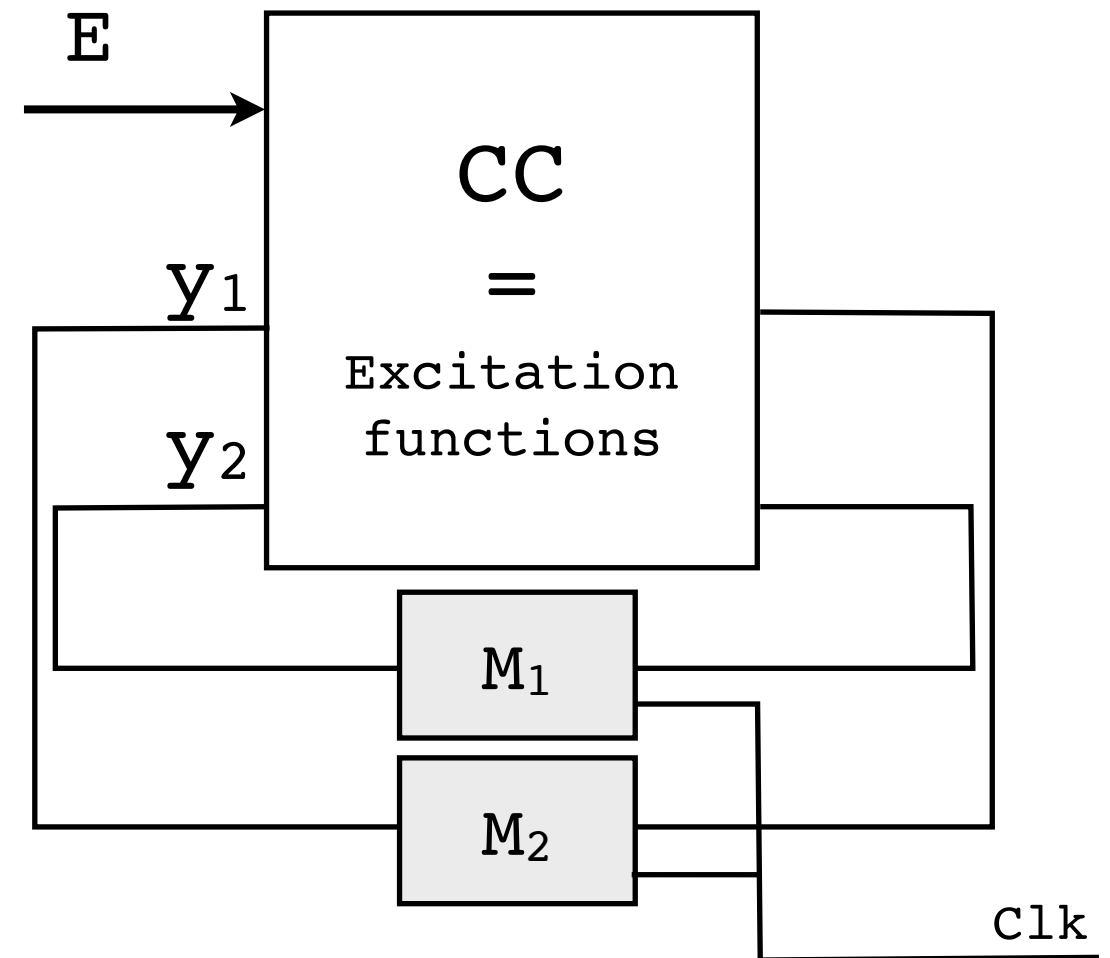 E
CC
=
y1
Excitation
functions
y2
M1
M2
Clk